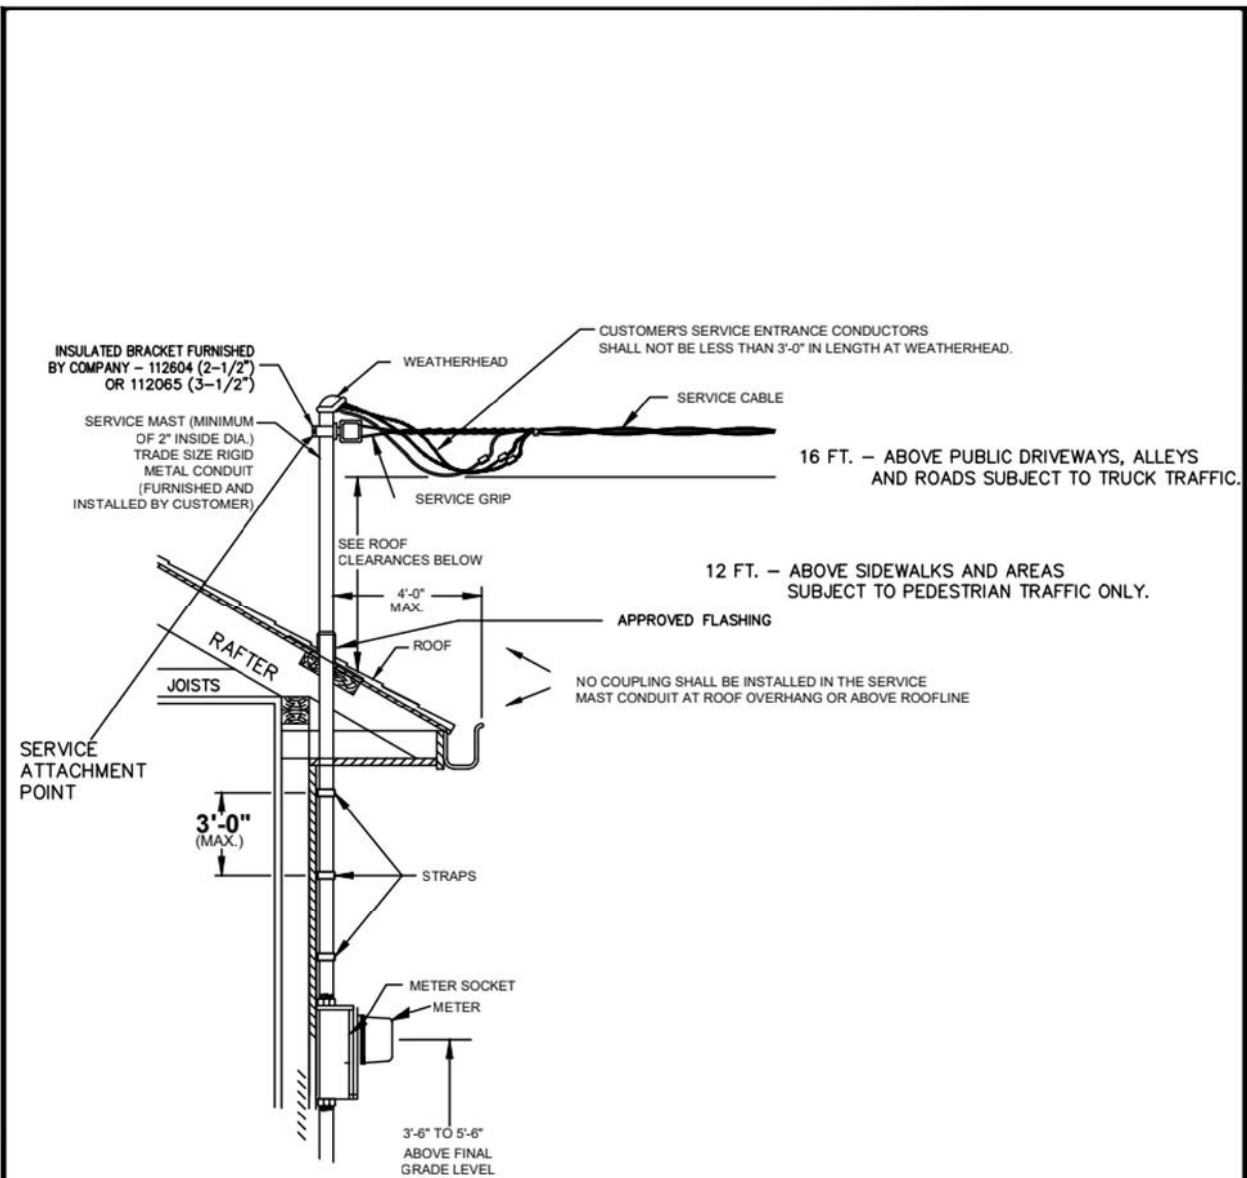 CUSTOMER'S SERVICE ENTRANCE CONDUCTORS
SHALL NOT BE LESS THAN 3'-0" IN LENGTH AT WEATHERHEAD.
INSULATED BRACKET FURNISHED
BY COMPANY – 112604 (2-1/2")
OR 112065 (3-1/2")
WEATHERHEAD
SERVICE CABLE
SERVICE MAST (MINIMUM
OF 2" INSIDE DIA.)
TRADE SIZE RIGID
METAL CONDUIT
(FURNISHED AND
INSTALLED BY CUSTOMER)
16 FT. – ABOVE PUBLIC DRIVEWAYS, ALLEYS
AND ROADS SUBJECT TO TRUCK TRAFFIC.
SERVICE GRIP
SEE ROOF
CLEARANCES BELOW
12 FT. – ABOVE SIDEWALKS AND AREAS
SUBJECT TO PEDESTRIAN TRAFFIC ONLY.
4'-0"
MAX.
APPROVED FLASHING
ROOF
RAFTER
JOISTS
NO COUPLING SHALL BE INSTALLED IN THE SERVICE
MAST CONDUIT AT ROOF OVERHANG OR ABOVE ROOFLINE
SERVICE
ATTACHMENT
POINT
3'-0"
(MAX.)
STRAPS
METER SOCKET
METER
3'-6" TO 5'-6"
ABOVE FINAL
GRADE LEVEL